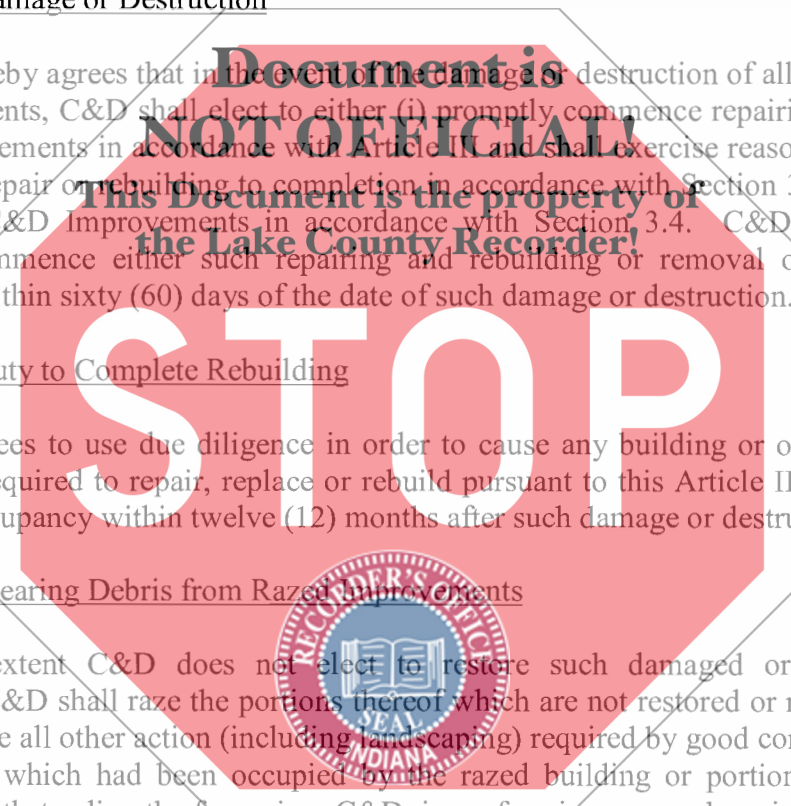 amage or Destruction
Document is
eby agrees that in the event of the damage or destruction of all
NOT OFFICIAL!
ents, C&D shall elect to either (i) promptly commence repairi
ements in accordance with Article III and shall exercise reaso
This Document is the property of
epair or rebuilding to completion in accordance with Section 3
C&D Improvements in accordance with Section 3.4. C&D
the Lake County Recorder!
mmence either such repairing and rebuilding or removal o
thin sixty (60) days of the date of such damage or destruction.
STOP
uty to Complete Rebuilding
ees to use due diligence in order to cause any building or o
equired to repair, replace or rebuild pursuant to this Article II
cupancy within twelve (12) months after such damage or destru
earing Debris from Razed Improvements
RECORDER'S OFFICE
SEAL
INDIANA
extent C&D does not elect to restore such damaged or
C&D shall raze the portions thereof which are not restored or r
e all other action (including landscaping) required by good con
which had been occupied by the razed building or portion